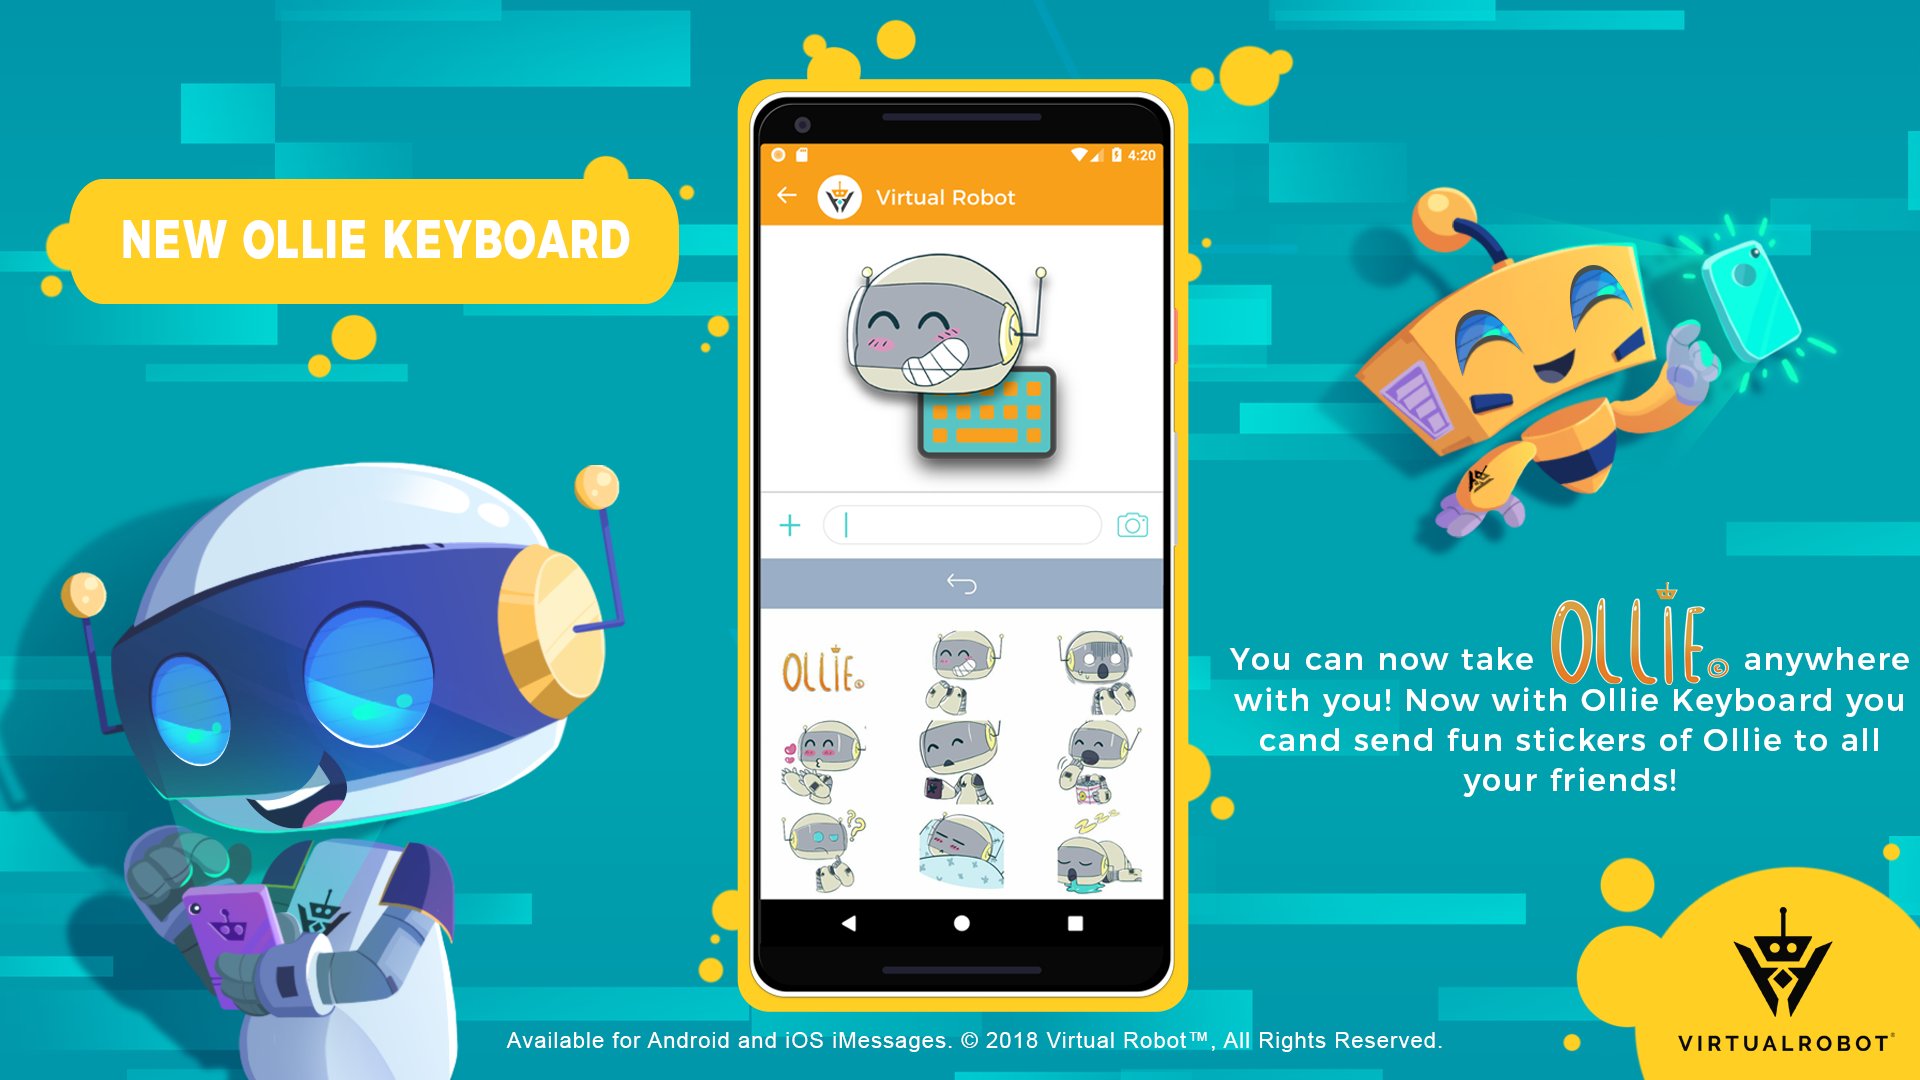 NEW OLLIE KEYBOARD
4:20
Virtual Robot
OLLIE©
You can now take OLLIE© anywhere
with you! Now with Ollie Keyboard you
cand send fun stickers of Ollie to all
your friends!
VIRTUALROBOT®
Available for Android and iOS iMessages. © 2018 Virtual Robot™, All Rights Reserved.